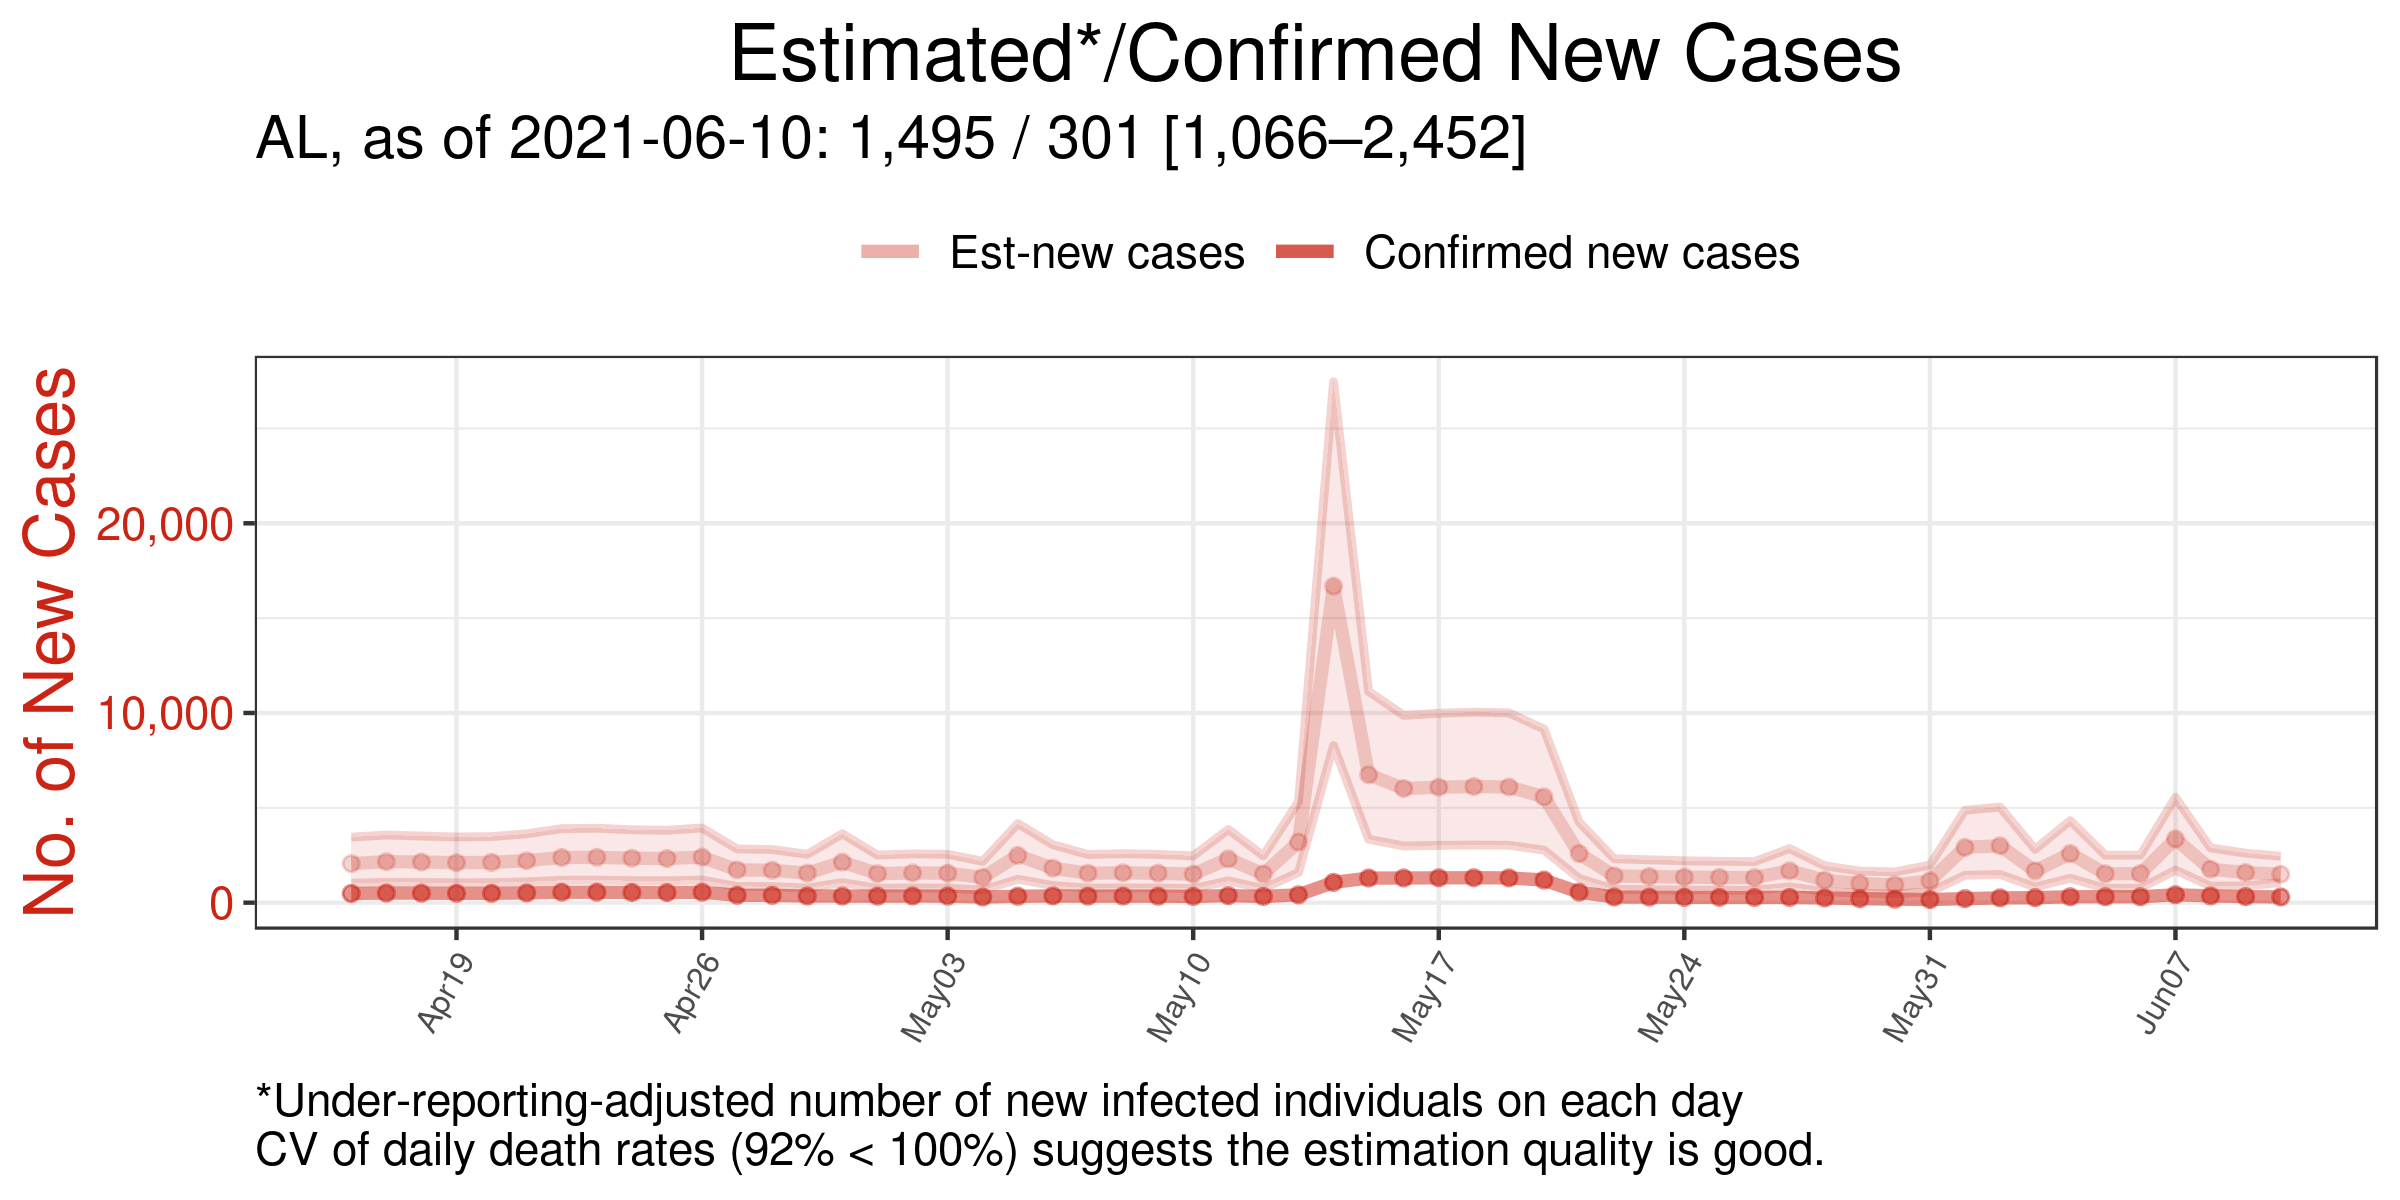 Estimated*/Confirmed New Cases
AL, as of 2021-06-10: 1,495 / 301 [1,066–2,452]
Est-new cases
Confirmed new cases
No. of New Cases
20,000
10,000
0
Apr19
Apr26
May03
May10
May17
May24
May31
Jun07
*Under-reporting-adjusted number of new infected individuals on each day
CV of daily death rates (92% < 100%) suggests the estimation quality is good.